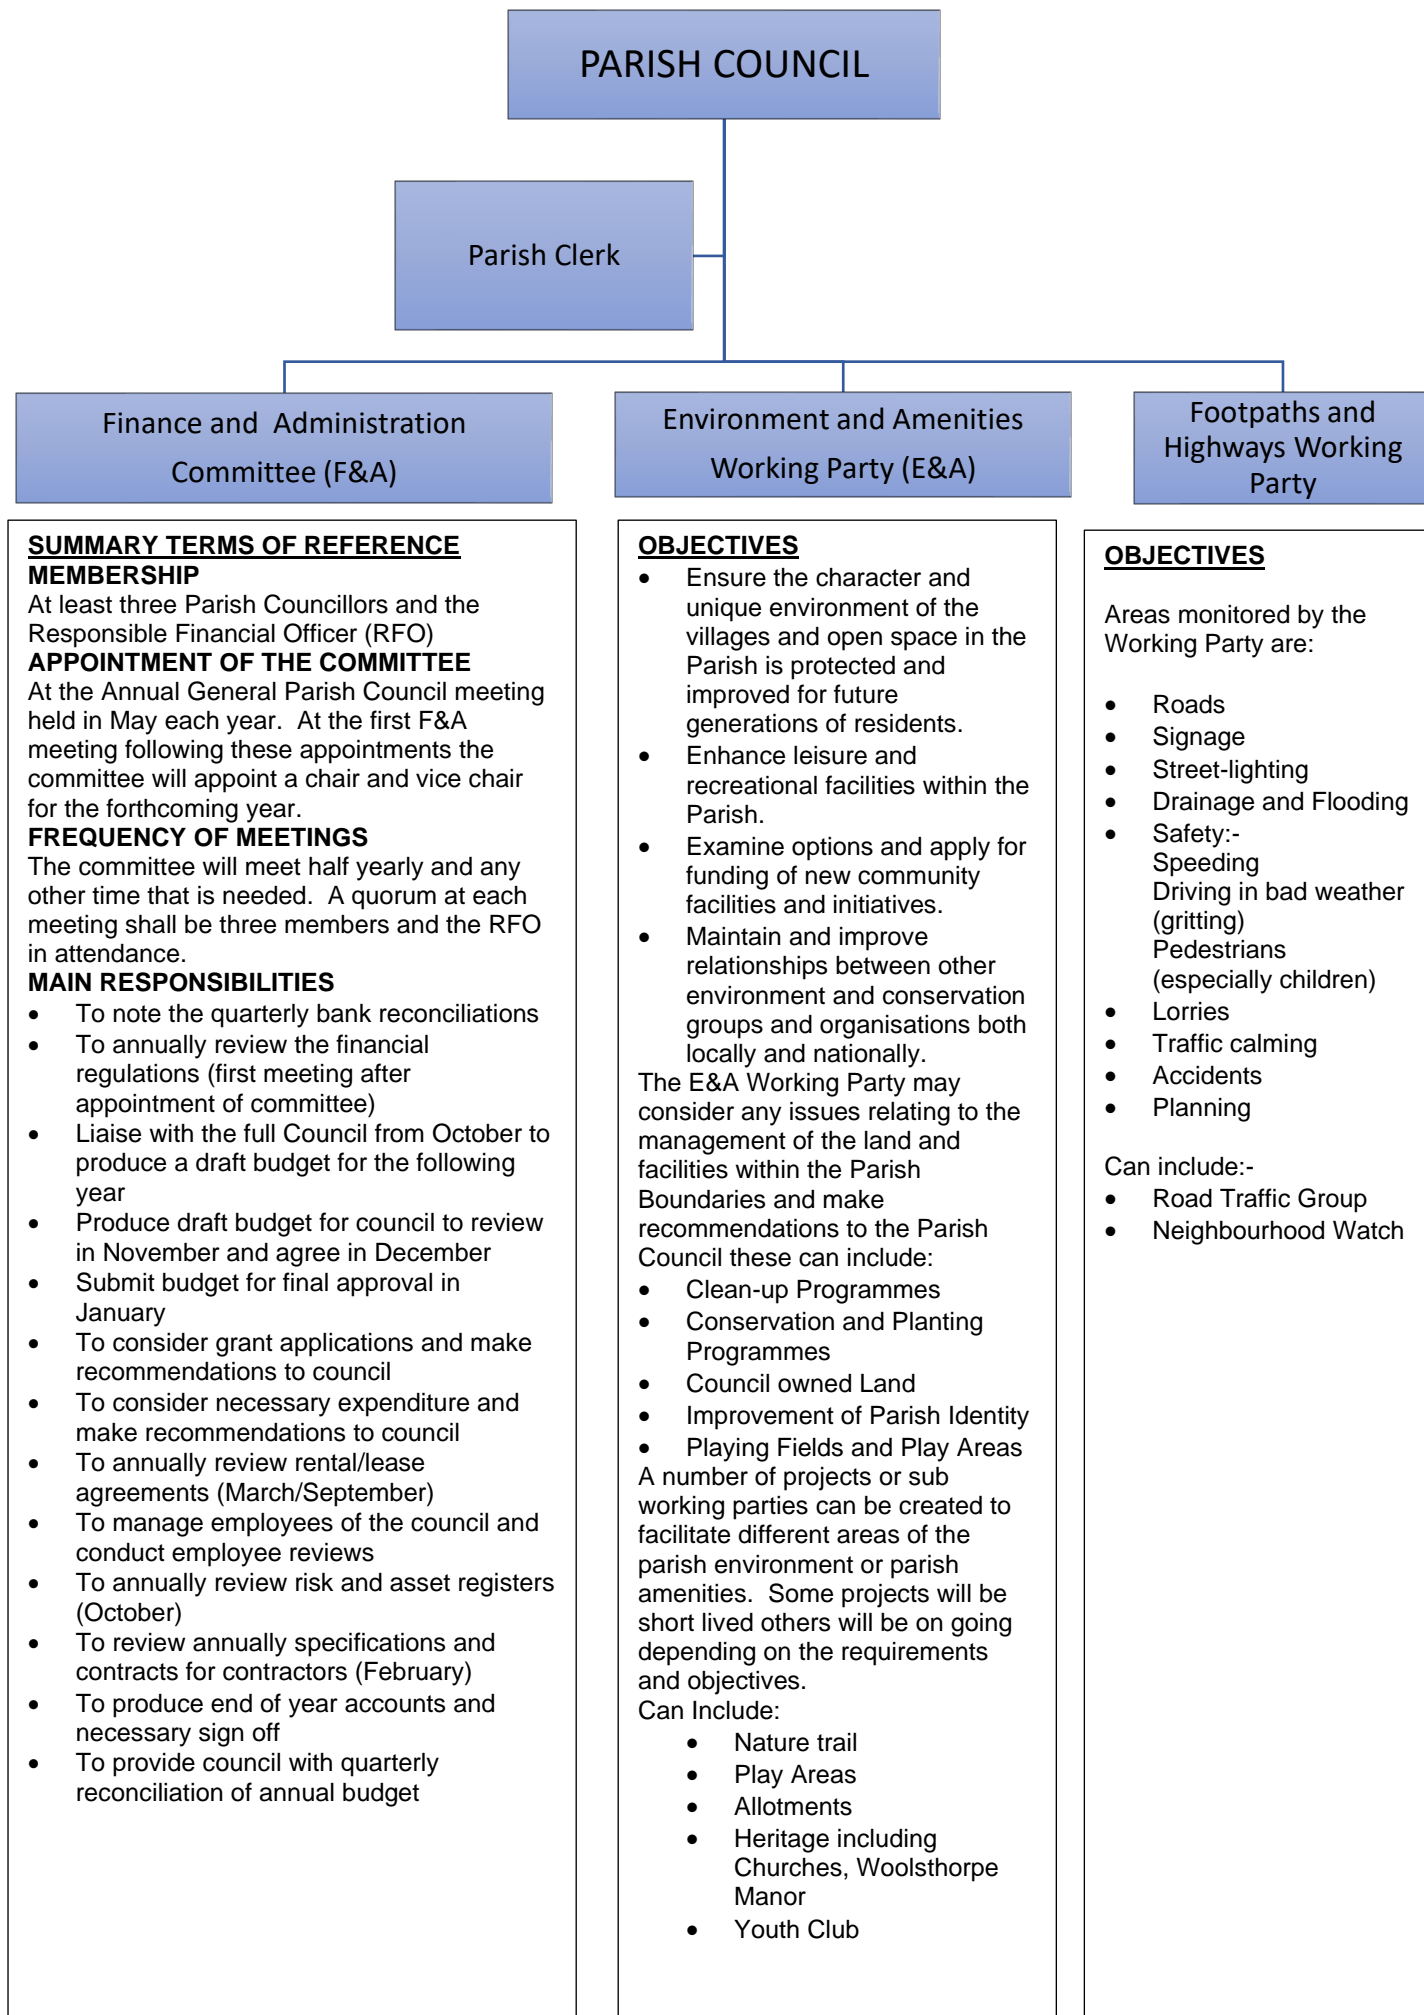 PARISH COUNCIL
Parish Clerk
Finance and Administration
Committee (F&A)
Environment and Amenities
Working Party (E&A)
Footpaths and
Highways Working
Party
SUMMARY TERMS OF REFERENCE
MEMBERSHIP
At least three Parish Councillors and the
Responsible Financial Officer (RFO)
APPOINTMENT OF THE COMMITTEE
At the Annual General Parish Council meeting
held in May each year. At the first F&A
meeting following these appointments the
committee will appoint a chair and vice chair
for the forthcoming year.
FREQUENCY OF MEETINGS
The committee will meet half yearly and any
other time that is needed. A quorum at each
meeting shall be three members and the RFO
in attendance.
MAIN RESPONSIBILITIES
• To note the quarterly bank reconciliations
• To annually review the financial
regulations (first meeting after
appointment of committee)
• Liaise with the full Council from October to
produce a draft budget for the following
year
• Produce draft budget for council to review
in November and agree in December
• Submit budget for final approval in
January
• To consider grant applications and make
recommendations to council
• To consider necessary expenditure and
make recommendations to council
• To annually review rental/lease
agreements (March/September)
• To manage employees of the council and
conduct employee reviews
• To annually review risk and asset registers
(October)
• To review annually specifications and
contracts for contractors (February)
• To produce end of year accounts and
necessary sign off
• To provide council with quarterly
reconciliation of annual budget
OBJECTIVES
• Ensure the character and
unique environment of the
villages and open space in the
Parish is protected and
improved for future
generations of residents.
• Enhance leisure and
recreational facilities within the
Parish.
• Examine options and apply for
funding of new community
facilities and initiatives.
• Maintain and improve
relationships between other
environment and conservation
groups and organisations both
locally and nationally.
The E&A Working Party may
consider any issues relating to the
management of the land and
facilities within the Parish
Boundaries and make
recommendations to the Parish
Council these can include:
• Clean-up Programmes
• Conservation and Planting
Programmes
• Council owned Land
• Improvement of Parish Identity
• Playing Fields and Play Areas
A number of projects or sub
working parties can be created to
facilitate different areas of the
parish environment or parish
amenities. Some projects will be
short lived others will be on going
depending on the requirements
and objectives.
Can Include:
• Nature trail
• Play Areas
• Allotments
• Heritage including
Churches, Woolsthorpe
Manor
• Youth Club
OBJECTIVES
Areas monitored by the
Working Party are:
• Roads
• Signage
• Street-lighting
• Drainage and Flooding
• Safety:-
Speeding
Driving in bad weather
(gritting)
Pedestrians
(especially children)
• Lorries
• Traffic calming
• Accidents
• Planning
Can include:-
• Road Traffic Group
• Neighbourhood Watch